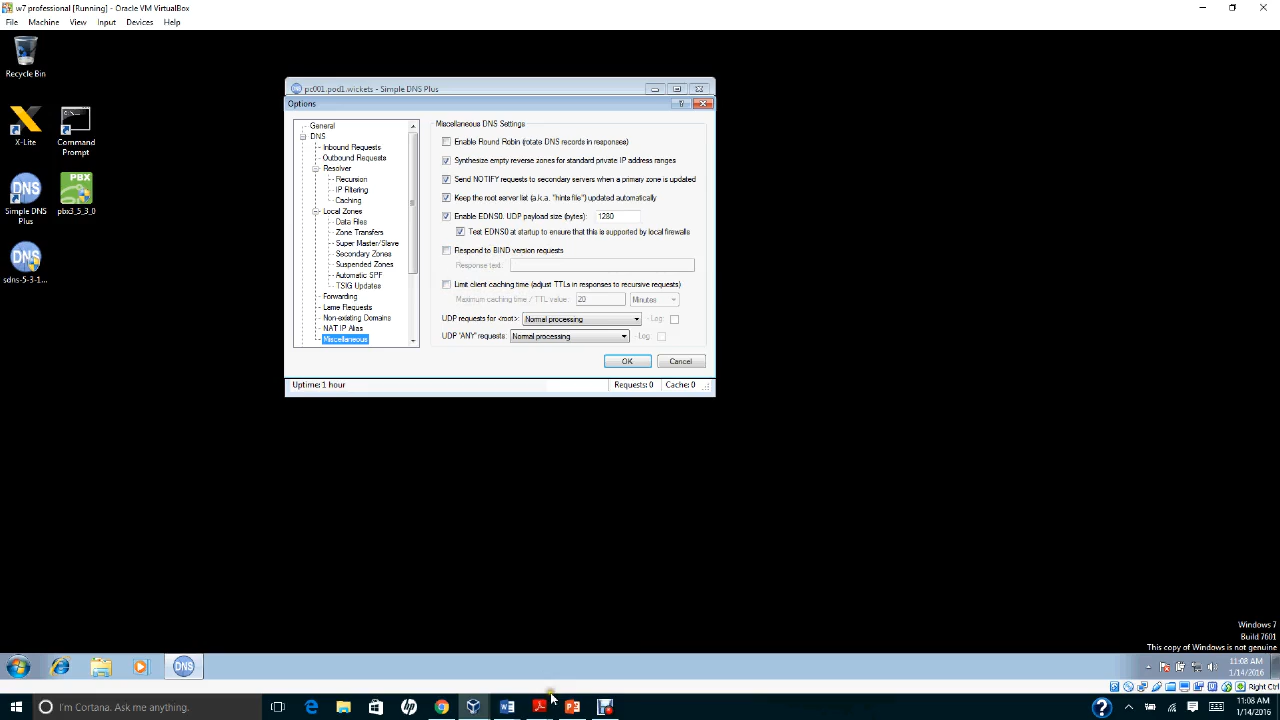 w7 professional [Running] - Oracle VM VirtualBox
File Machine View Input Devices Help
Recycle Bin
X-Lite
Command Prompt
Simple DNS Plus
PBX
pbx3_5_3_0
DNS
sdns-5-3-1...
pc001.pod1.wickets - Simple DNS Plus
Options
General
DNS
Inbound Requests
Outbound Requests
Resolver
Recursion
IP Filtering
Caching
Local Zones
Data Files
Zone Transfers
Super Master/Slave
Secondary Zones
Suspended Zones
Automatic SPF
TSIG Updates
Forwarding
Lame Requests
Non-existing Domains
NAT IP Alias
Miscellaneous
Miscellaneous DNS Settings
Enable Round Robin (rotate DNS records in responses)
Synthesize empty reverse zones for standard private IP address ranges
Send NOTIFY requests to secondary servers when a primary zone is updated
Keep the root server list (a.k.a. "hints file") updated automatically
Enable EDNS0. UDP payload size (bytes): 1280
Test EDNS0 at startup to ensure that this is supported by local firewalls
Respond to BIND version requests
Response text:
Limit client caching time (adjust TTLs in responses to recursive requests)
Maximum caching time / TTL value: 20 Minutes
UDP requests for <root>: Normal processing - Log:
UDP "ANY" requests: Normal processing - Log
OK Cancel
Uptime: 1 hour Requests: 0 Cache: 0
Windows 7
Build 7601
This copy of Windows is not genuine
DNS
11:08 AM
1/14/2016
Right Ctrl
I'm Cortana. Ask me anything.
11:08 AM
1/14/2016